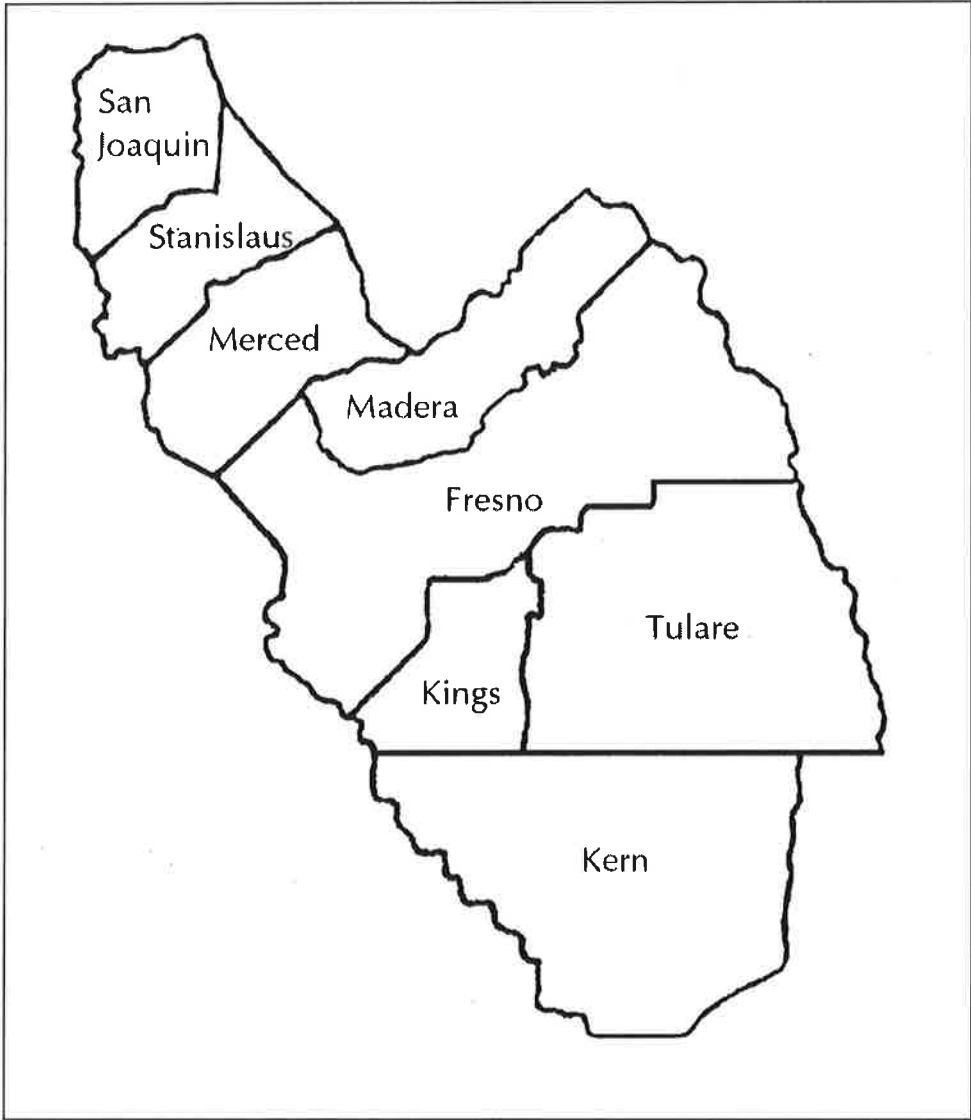 San
Joaquin
Stanislaus
Merced
Madera
Fresno
Tulare
Kings
Kern